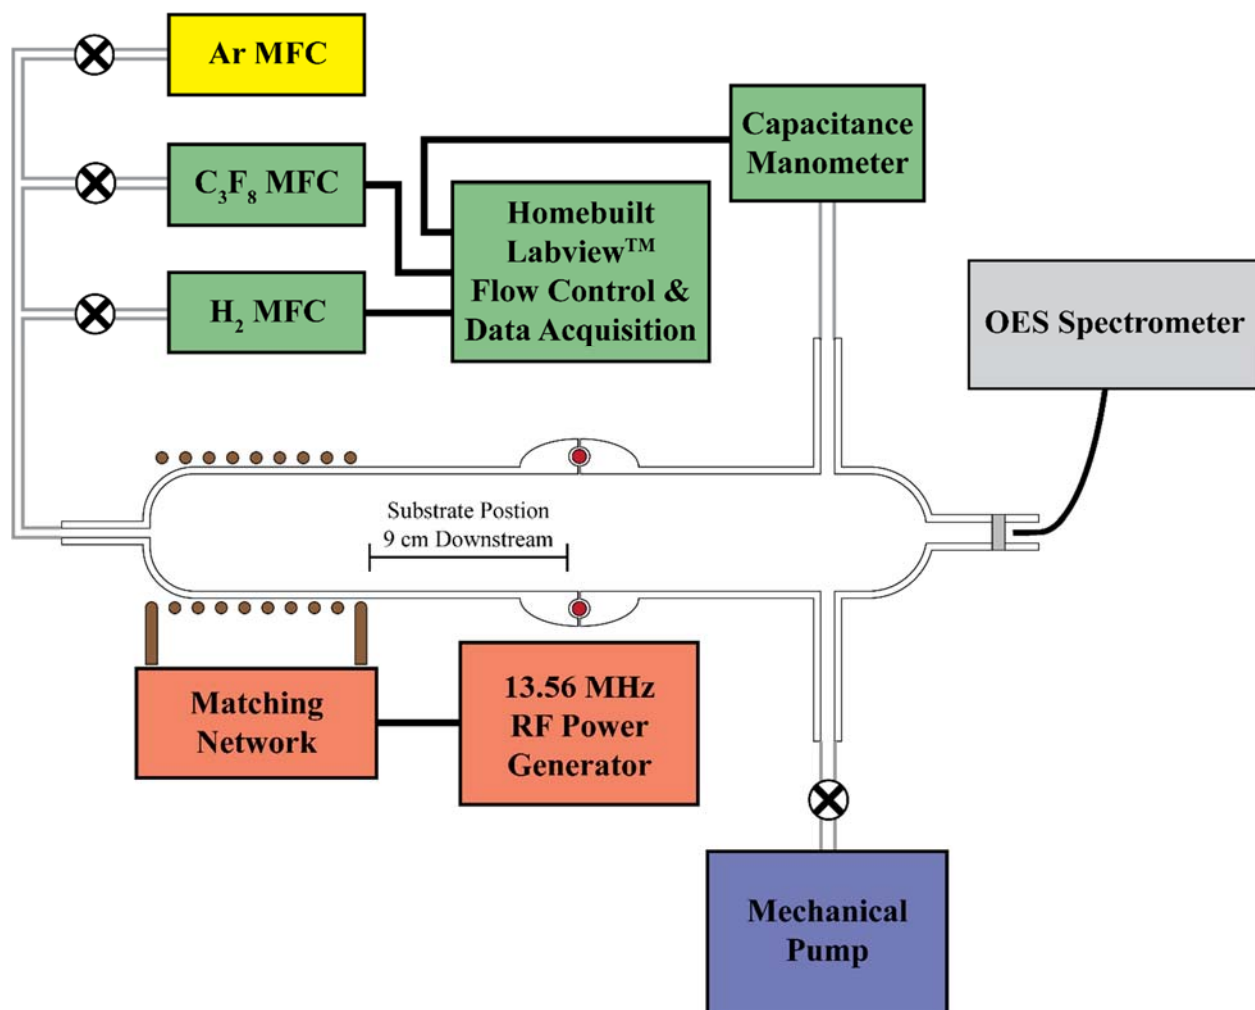 Ar MFC
C₃F₈ MFC
H₂ MFC
Homebuilt
Labview™
Flow Control &
Data Acquisition
Capacitance
Manometer
OES Spectrometer
Substrate Postion
9 cm Downstream
Matching
Network
13.56 MHz
RF Power
Generator
Mechanical
Pump